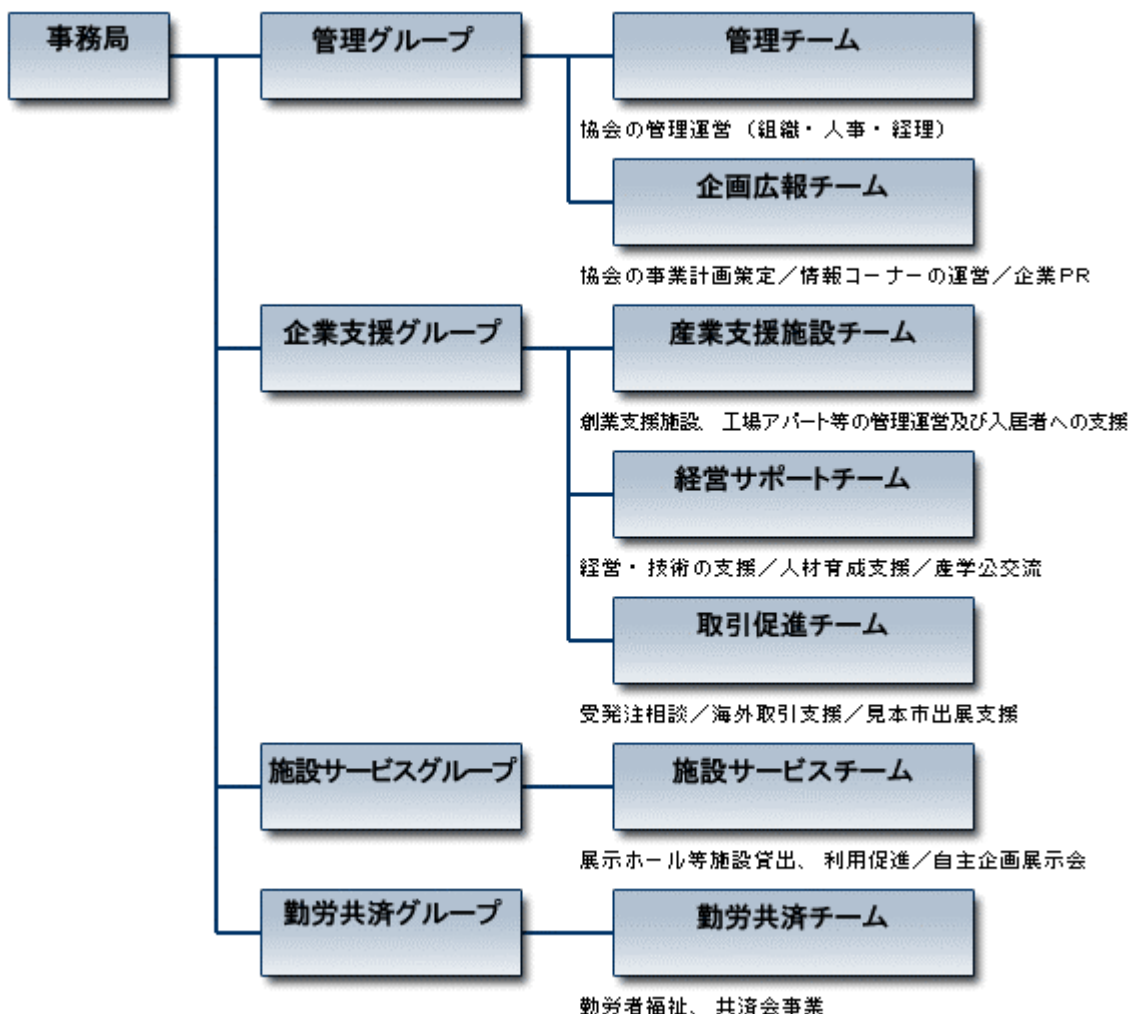 事務局
管理グループ
管理チーム
協会の管理運営（組織・人事・経理）
企画広報チーム
協会の事業計画策定／情報コーナーの運営／企業PR
企業支援グループ
産業支援施設チーム
創業支援施設、工場アパート等の管理運営及び入居者への支援
経営サポートチーム
経営・技術の支援／人材育成支援／産学公交流
取引促進チーム
受発注相談／海外取引支援／見本市出展支援
施設サービスグループ
施設サービスチーム
展示ホール等施設貸出、利用促進／自主企画展示会
勤労共済グループ
勤労共済チーム
勤労者福祉、共済会事業